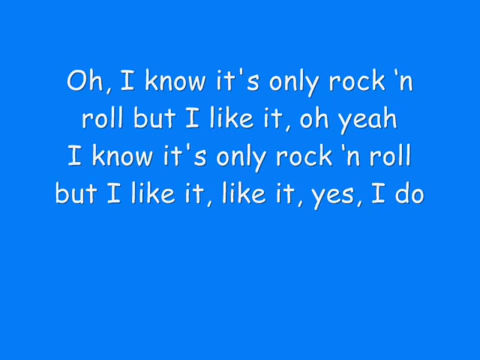 Oh, I know it's only rock ‘n
roll but I like it, oh yeah
I know it's only rock ‘n roll
but I like it, like it, yes, I do